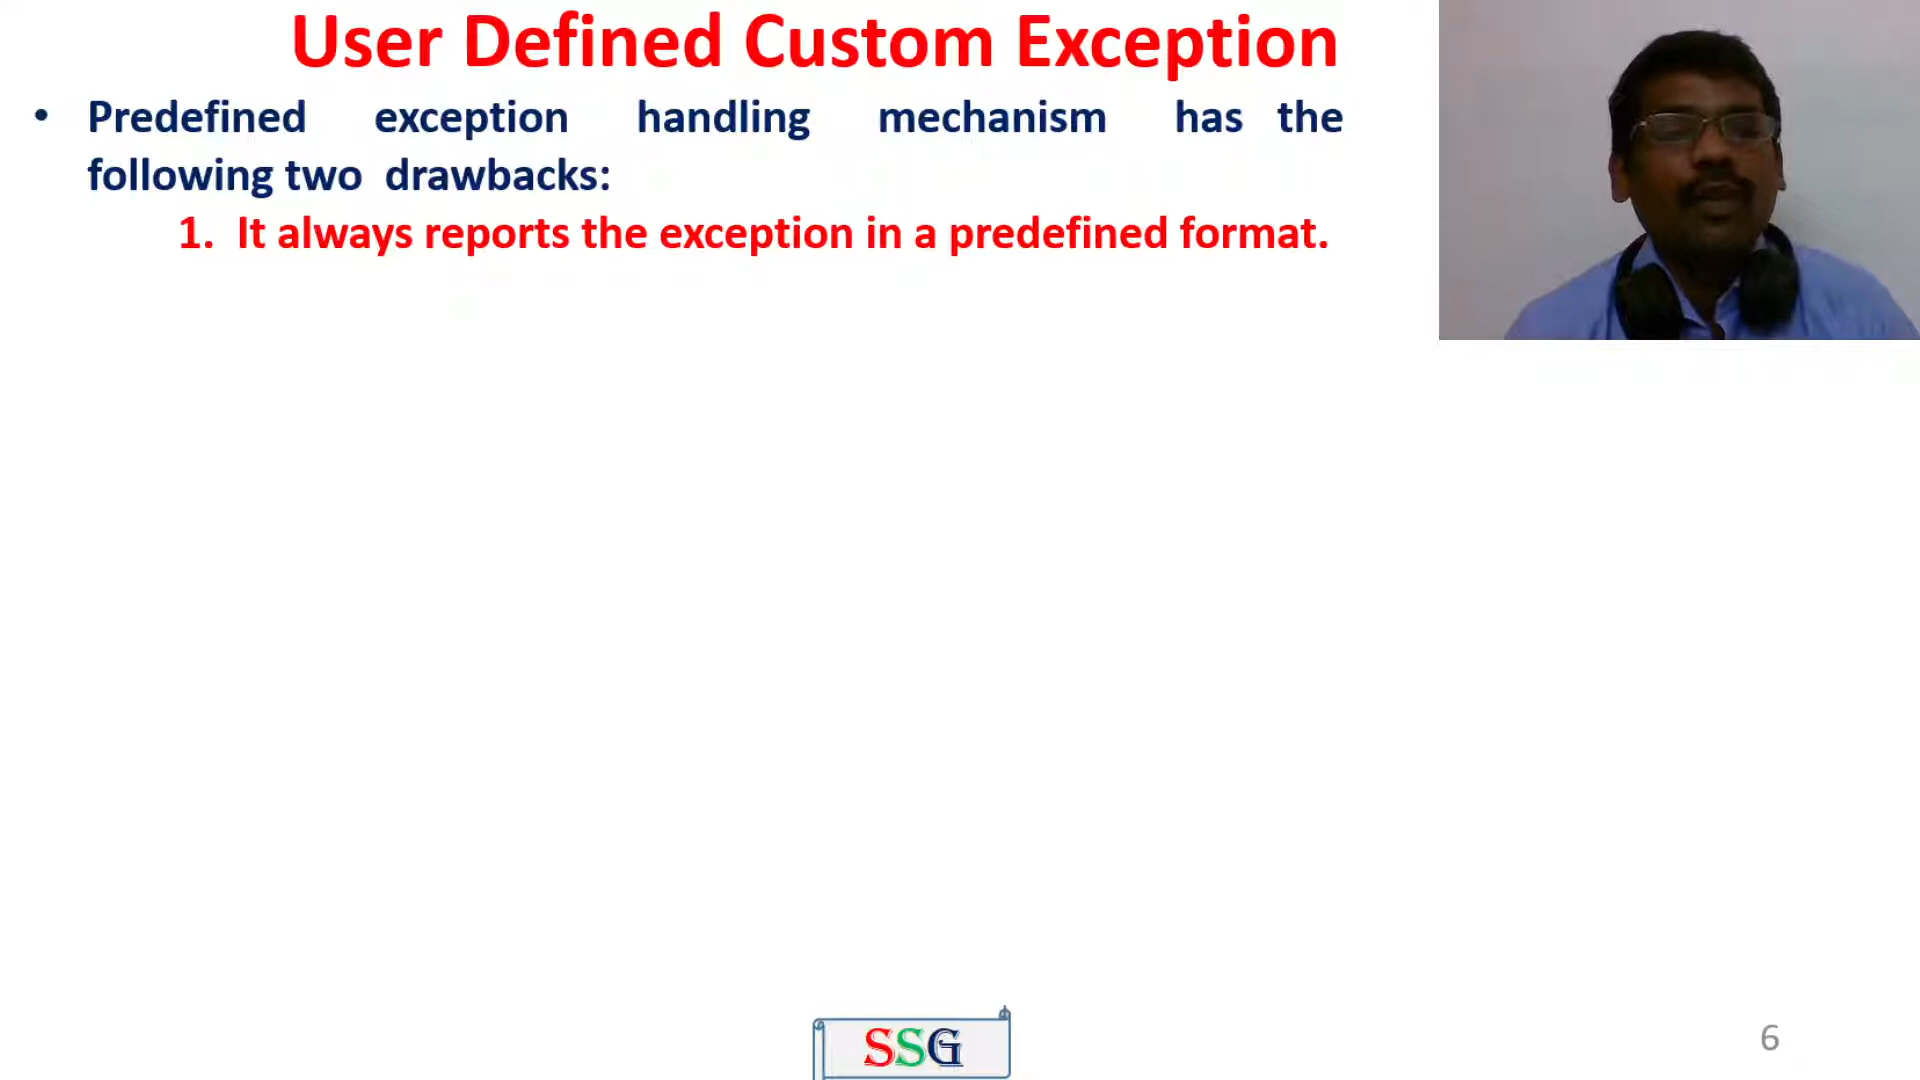 User Defined Custom Exception
• Predefined exception handling mechanism has the
following two drawbacks:
1. It always reports the exception in a predefined format.
SSG
6